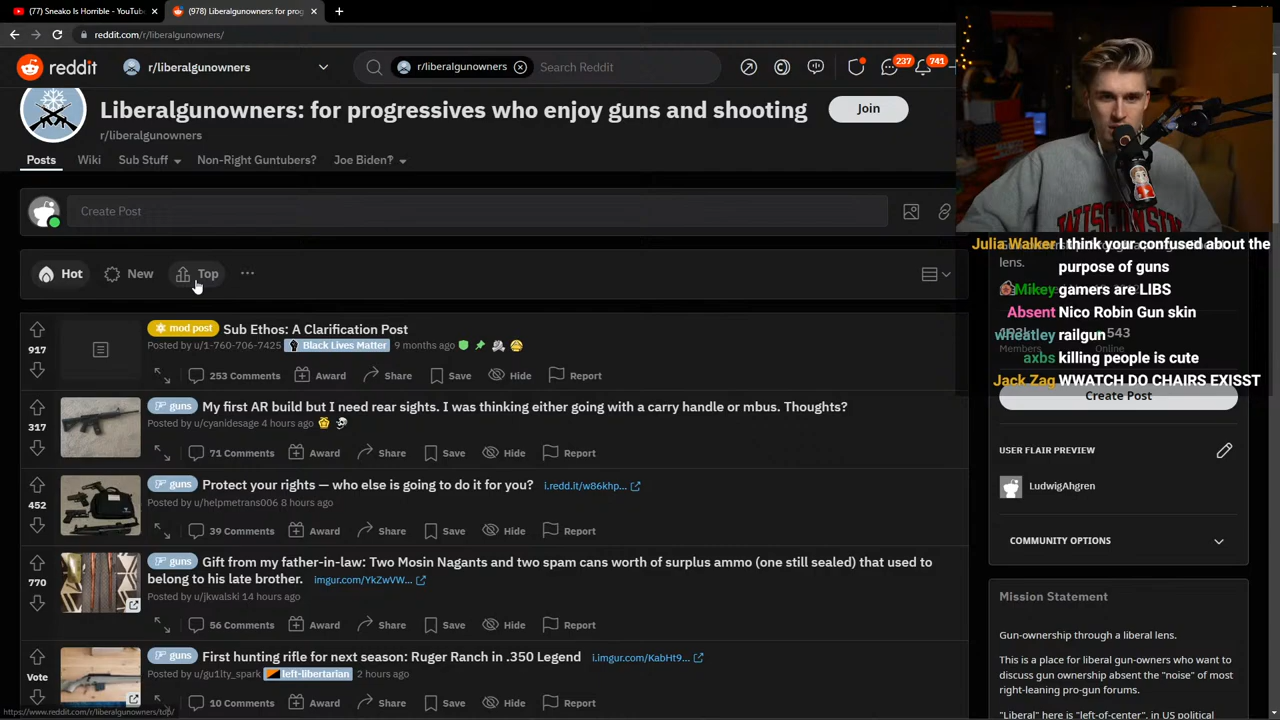 (77) Sneako Is Horrible - YouTube
(978) Liberalgunowners: for prog
reddit.com/r/liberalgunowners/
reddit
r/liberalgunowners
r/liberalgunowners
Search Reddit
237
741
Liberalgunowners: for progressives who enjoy guns and shooting
Join
r/liberalgunowners
Posts
Wiki
Sub Stuff
Non-Right Guntubers?
Joe Biden?
Create Post
Hot
New
Top
mod post Sub Ethos: A Clarification Post
Posted by u/1-760-706-7425 Black Lives Matter 9 months ago
917
253 Comments Award Share Save Hide Report
guns My first AR build but I need rear sights. I was thinking either going with a carry handle or mbus. Thoughts?
Posted by u/cyanidesage 4 hours ago
317
71 Comments Award Share Save Hide Report
guns Protect your rights — who else is going to do it for you? i.redd.it/w86khp...
Posted by u/helpmetrans006 8 hours ago
452
39 Comments Award Share Save Hide Report
guns Gift from my father-in-law: Two Mosin Nagants and two spam cans worth of surplus ammo (one still sealed) that used to
belong to his late brother. imgur.com/YkZwVW...
Posted by u/jkwalski 14 hours ago
770
56 Comments Award Share Save Hide Report
guns First hunting rifle for next season: Ruger Ranch in .350 Legend i.imgur.com/KabHt9...
Posted by u/gu1lty_spark left-libertarian 2 hours ago
Vote
10 Comments Award Share Save Hide Report
https://www.reddit.com/r/liberalgunowners/top/
WISCONSIN
Julia Walker I think your confused about the
purpose of guns
lens.
Mikey gamers are LIBS
Absent Nico Robin Gun skin
wheatley railgun
543
Members
Online
axbs killing people is cute
Jack Zag WWATCH DO CHAIRS EXISST
Create Post
USER FLAIR PREVIEW
LudwigAhgren
COMMUNITY OPTIONS
Mission Statement
Gun-ownership through a liberal lens.
This is a place for liberal gun-owners who want to
discuss gun ownership absent the "noise" of most
right-leaning pro-gun forums.
"Liberal" here is "left-of-center", in US political